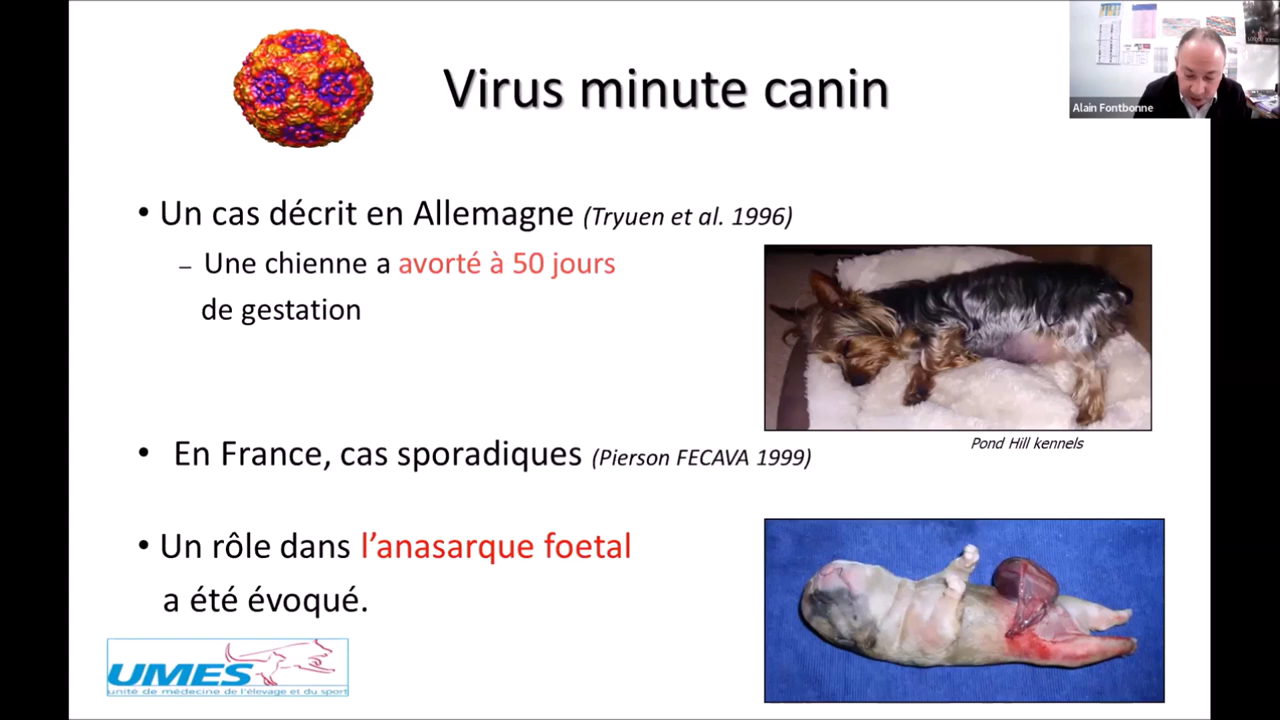 Virus minute canin
Alain Fontbonne
• Un cas décrit en Allemagne (Tryuen et al. 1996)
– Une chienne a avorté à 50 jours
de gestation
Pond Hill kennels
• En France, cas sporadiques (Pierson FECAVA 1999)
• Un rôle dans l’anasarque foetal
a été évoqué.
UMES
unité de médecine de l'élevage et du sport